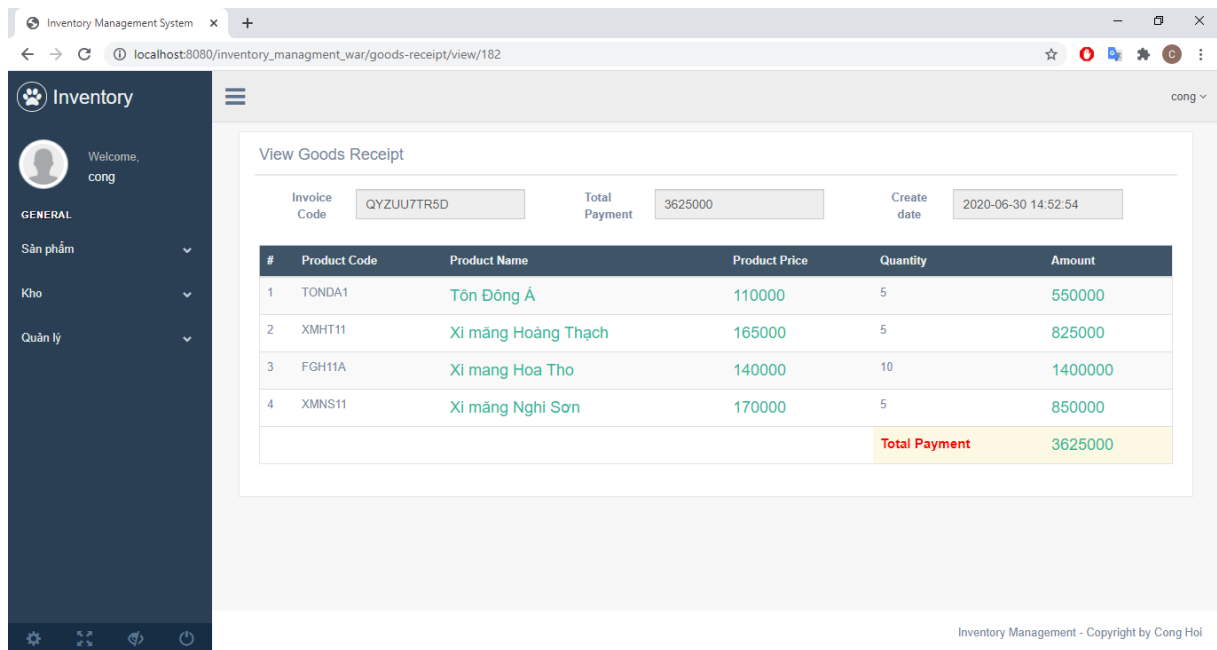 Inventory Management System
localhost:8080/inventory_managment_war/goods-receipt/view/182
C
Inventory
cong
Welcome,
cong
GENERAL
Sản phẩm
Kho
Quản lý
View Goods Receipt
Invoice Code QYZUU7TR5D Total Payment 3625000 Create date 2020-06-30 14:52:54
# Product Code Product Name Product Price Quantity Amount
1 TONDA1 Tôn Đông Á 110000 5 550000
2 XMHT11 Xi măng Hoàng Thạch 165000 5 825000
3 FGH11A Xi mang Hoa Tho 140000 10 1400000
4 XMNS11 Xi măng Nghi Sơn 170000 5 850000
Total Payment 3625000
Inventory Management - Copyright by Cong Hoi